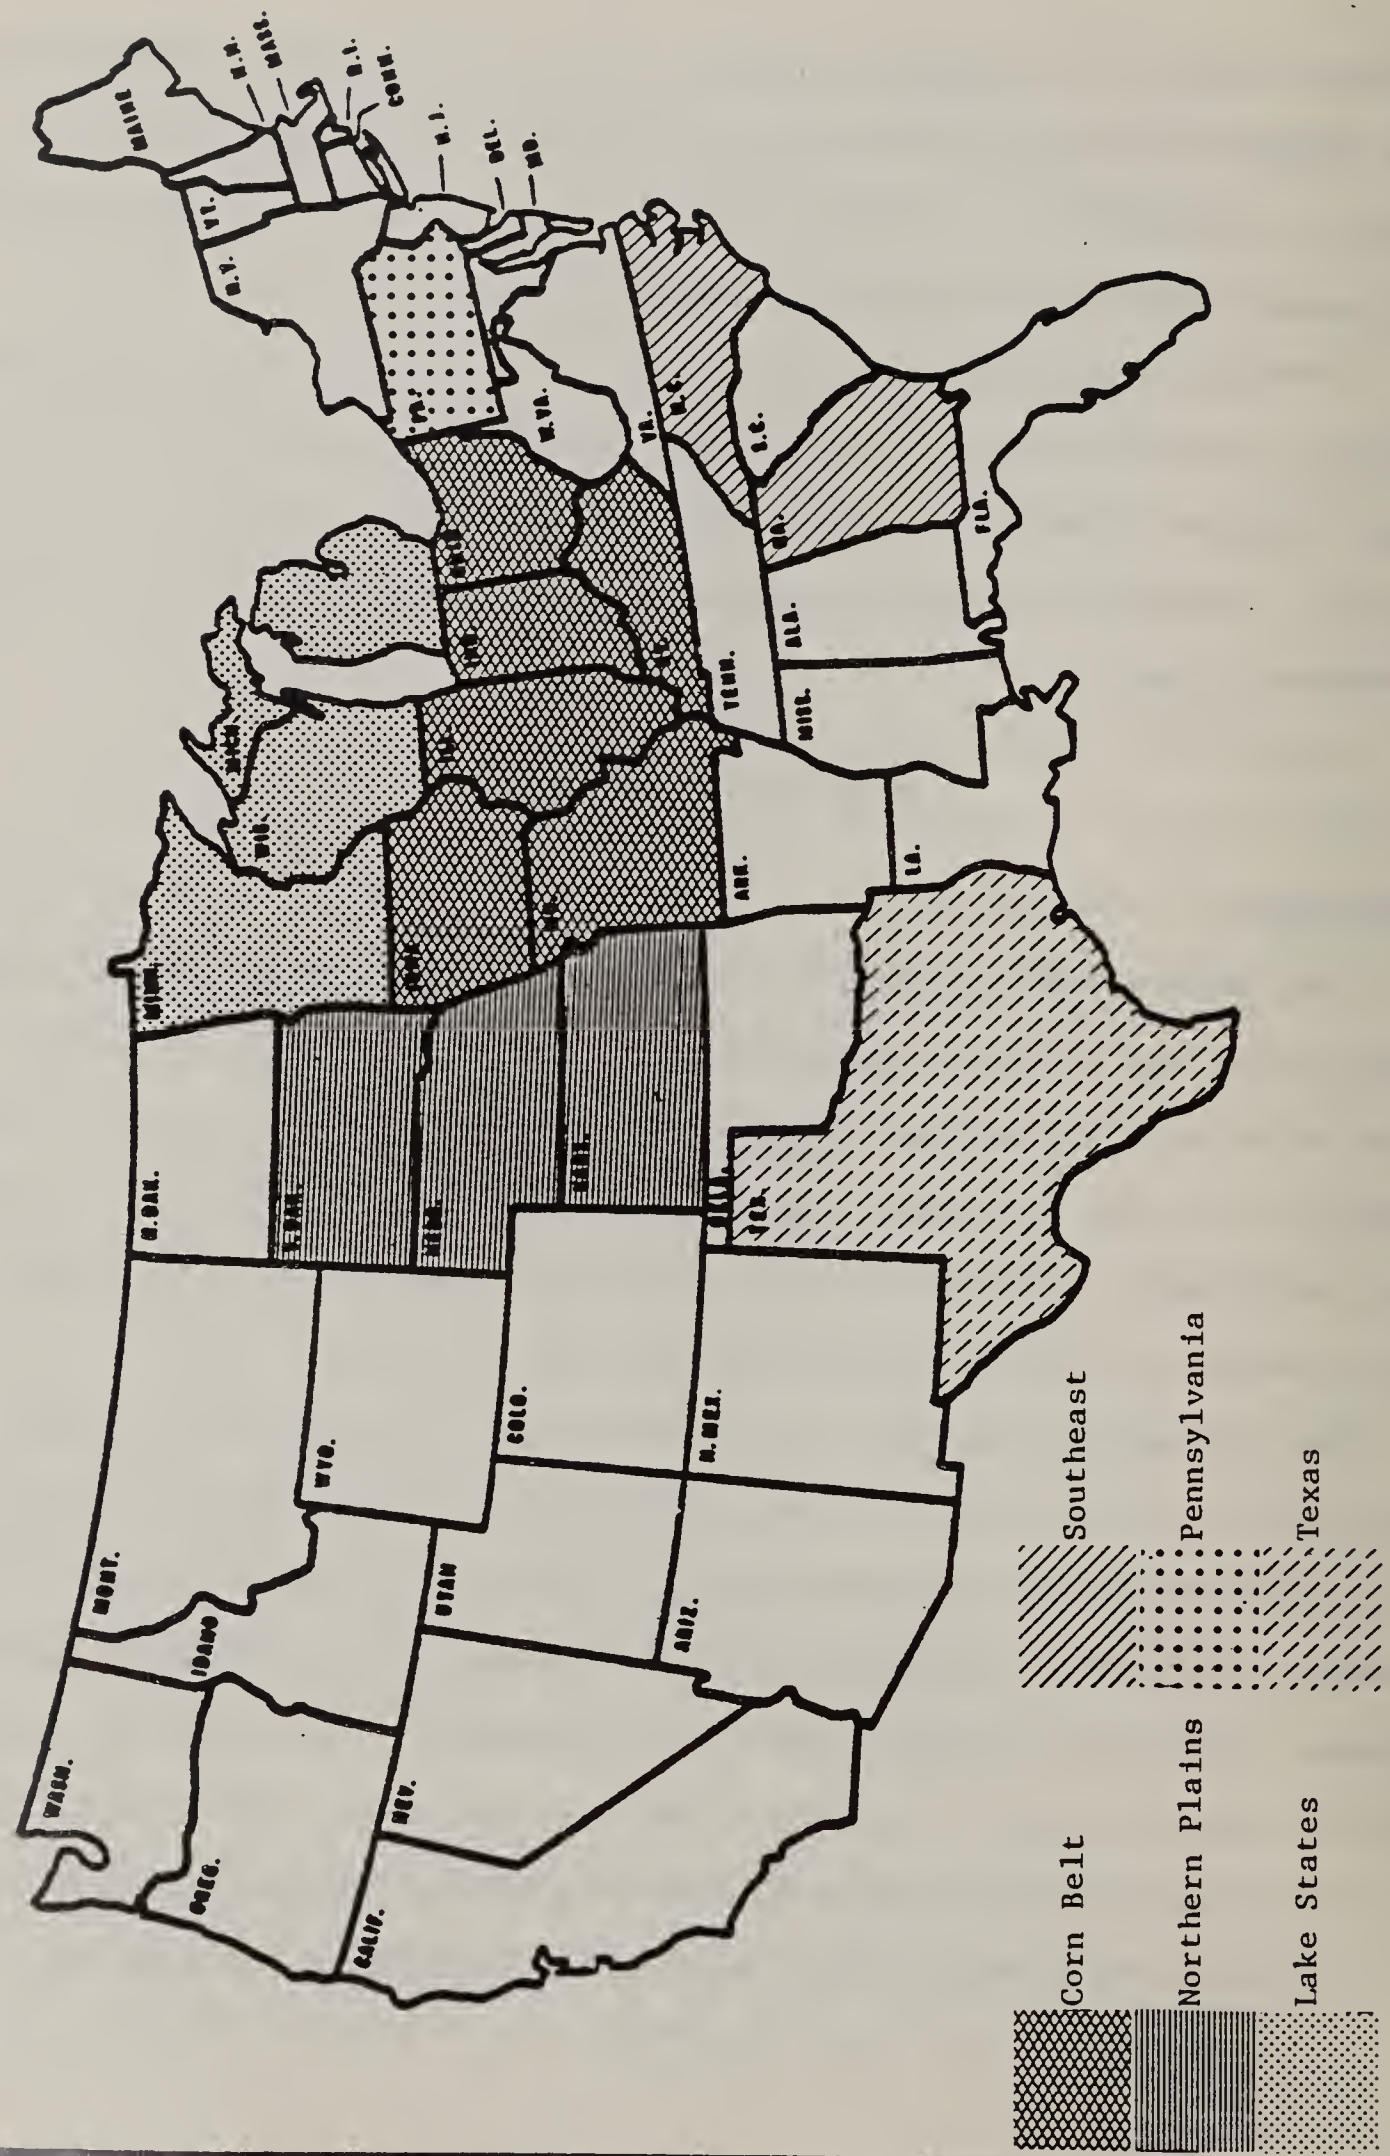 WASH.
OREG.
CALIF.
NEV.
IDAHO
MONT.
WYO.
UTAH
ARIZ.
COLO.
N. MEX.
N. DAK.
S. DAK.
NEBR.
KANS.
OKLA.
TEX.
MINN.
IOWA
MO.
ARK.
LA.
WIS.
ILL.
MICH.
IND.
OHIO
KY.
TENN.
MISS.
ALA.
GA.
FLA.
S.C.
N.C.
VA.
W. VA.
PA.
N.Y.
VT.
MAINE
N.H.
MASS.
R.I.
CONN.
N.J.
DEL.
MD.
Corn Belt
Northern Plains
Lake States
Southeast
Pennsylvania
Texas